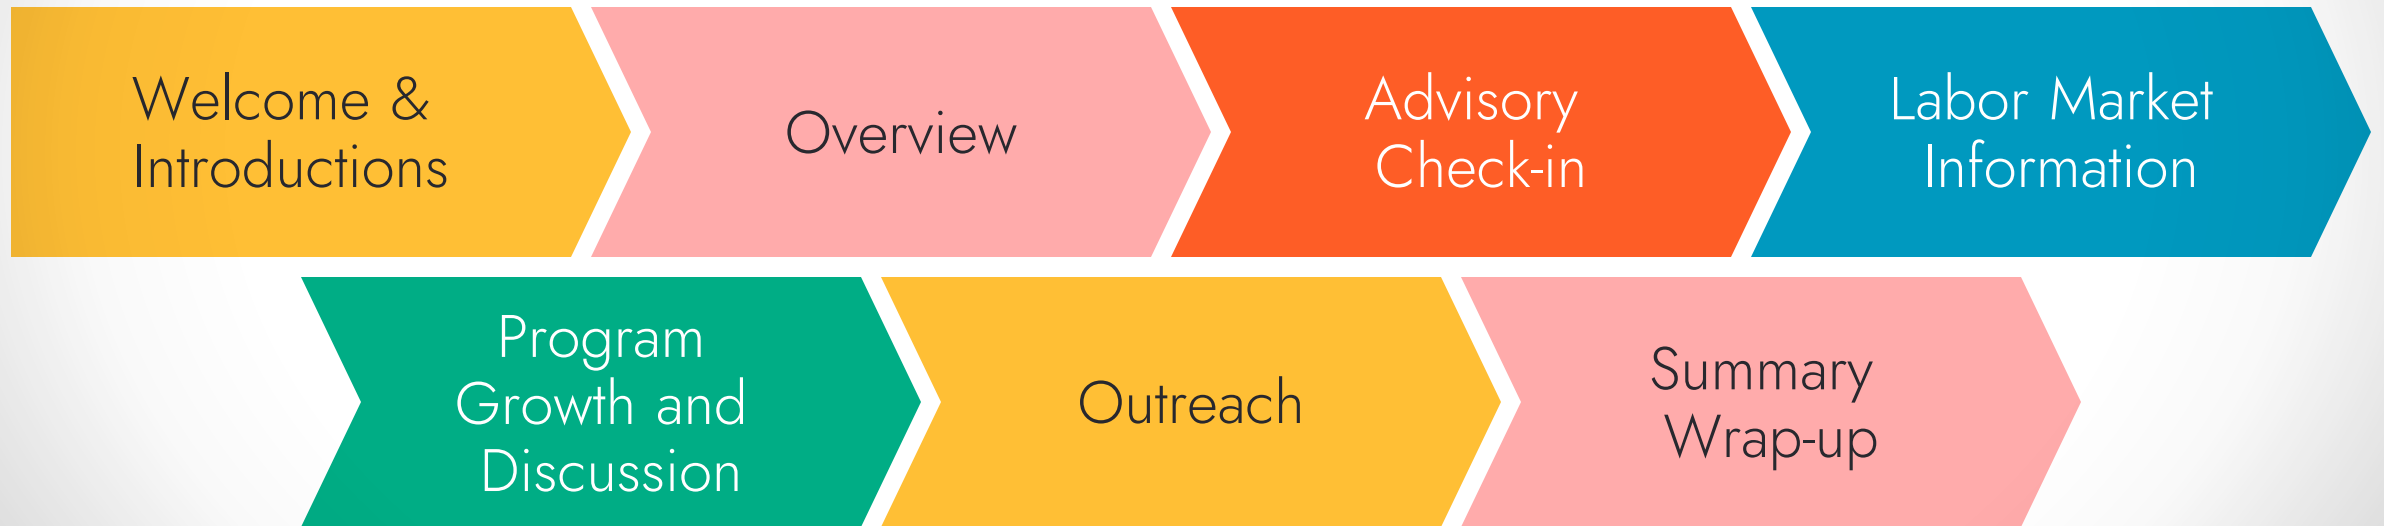 Welcome &
Introductions
Overview
Advisory
Check-in
Labor Market
Information
Program
Growth and
Discussion
Outreach
Summary
Wrap-up